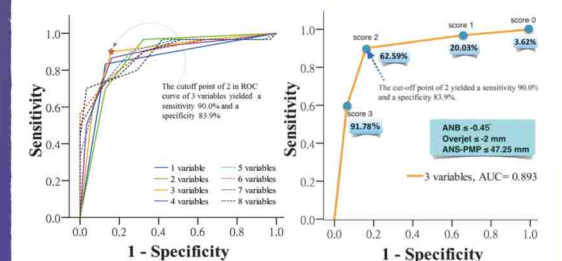 1.0
0.8
0.6
0.4
0.2
0.0
Sensitivity
The cutoff point of 2 in ROC
curve of 3 variables yielded a
sensitivity 90.0% and a
specificity 83.9%
1 variable
2 variables
3 variables
4 variables
5 variables
6 variables
7 variables
8 variables
0.0 0.2 0.4 0.6 0.8 1.0
1 - Specificity
1.0
0.8
0.6
0.4
0.2
0.0
Sensitivity
score 0
3.62%
score 1
20.03%
score 2
62.59%
The cut-off point of 2 yielded a sensitivity 90.0%
and a specificity 83.9%.
score 3
91.78%
ANB ≤ -0.45°
Overjet ≤ -2 mm
ANS-PMP ≤ 47.25 mm
3 variables, AUC= 0.893
0.0 0.2 0.4 0.6 0.8 1.0
1 - Specificity